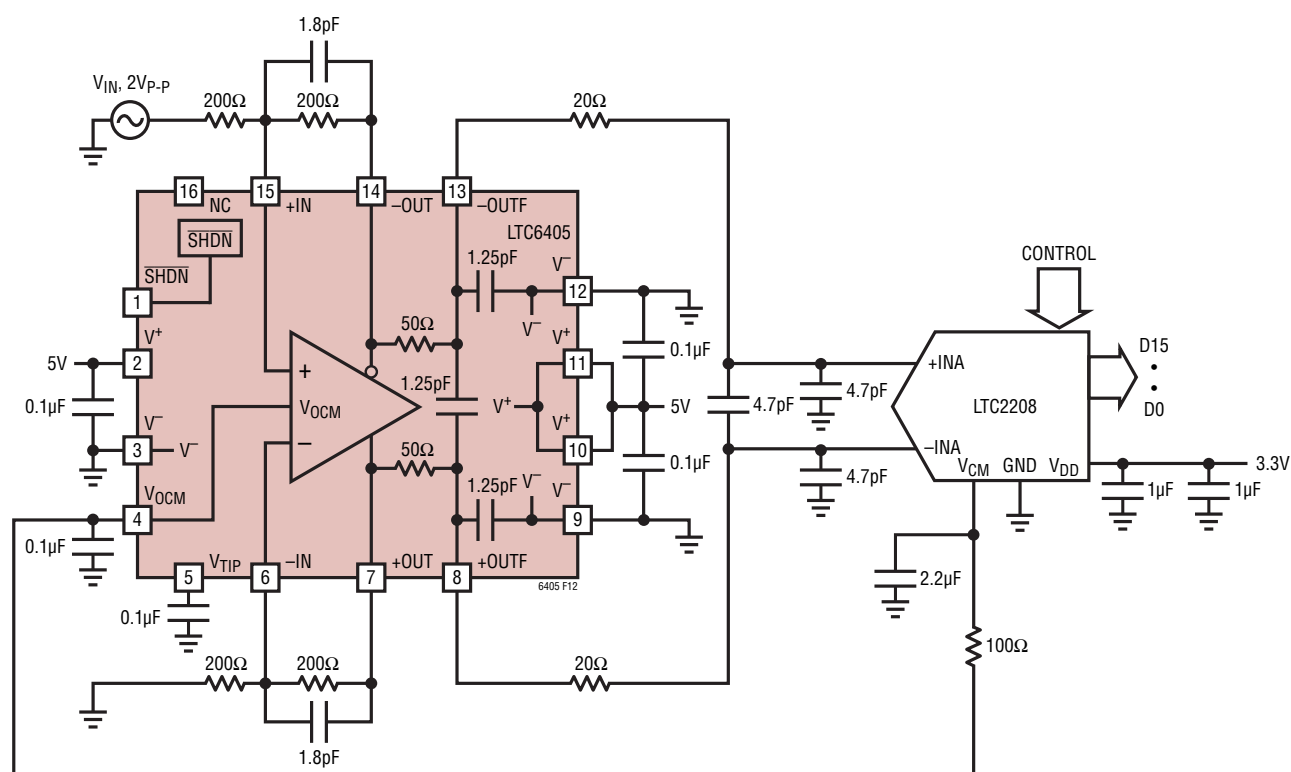 1.8pF
VIN, 2VP-P
200Ω
200Ω
20Ω
16
NC
15
+IN
14
–OUT
13
–OUTF
LTC6405
SHDN
SHDN
1
1.25pF
V–
12
V–
V+
2
5V
50Ω
V+
11
0.1µF
+
VOCM
–
1.25pF
V+
5V
0.1µF
V–
3
V–
V+
10
50Ω
0.1µF
VOCM
4
1.25pF
V–
V–
9
0.1µF
VTIP
5
–IN
6
+OUT
7
+OUTF
8
6405 F12
0.1µF
200Ω
200Ω
20Ω
1.8pF
CONTROL
+INA
LTC2208
–INA
VCM
GND
VDD
D15
•
•
D0
4.7pF
4.7pF
4.7pF
3.3V
1µF
1µF
2.2µF
100Ω